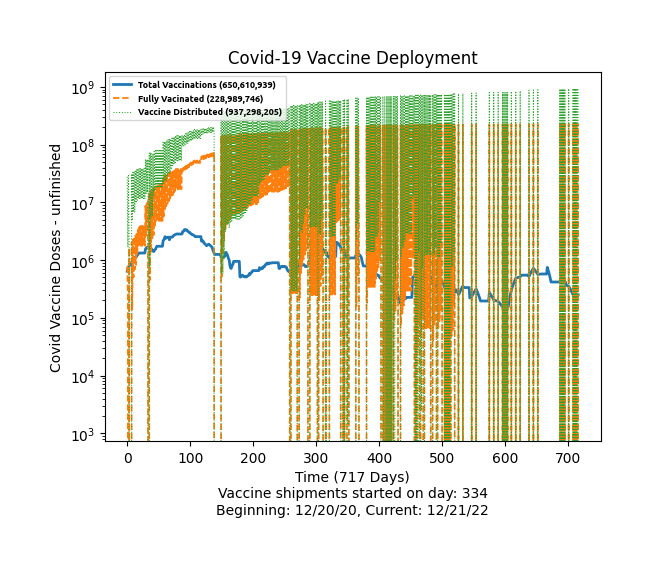 Covid-19 Vaccine Deployment
Total Vaccinations (650,610,939)
Fully Vacinated (228,989,746)
Vaccine Distributed (937,298,205)
Covid Vaccine Doses - unfinished
10⁹
10⁸
10⁷
10⁶
10⁵
10⁴
10³
0 100 200 300 400 500 600 700
Time (717 Days)
Vaccine shipments started on day: 334
Beginning: 12/20/20, Current: 12/21/22